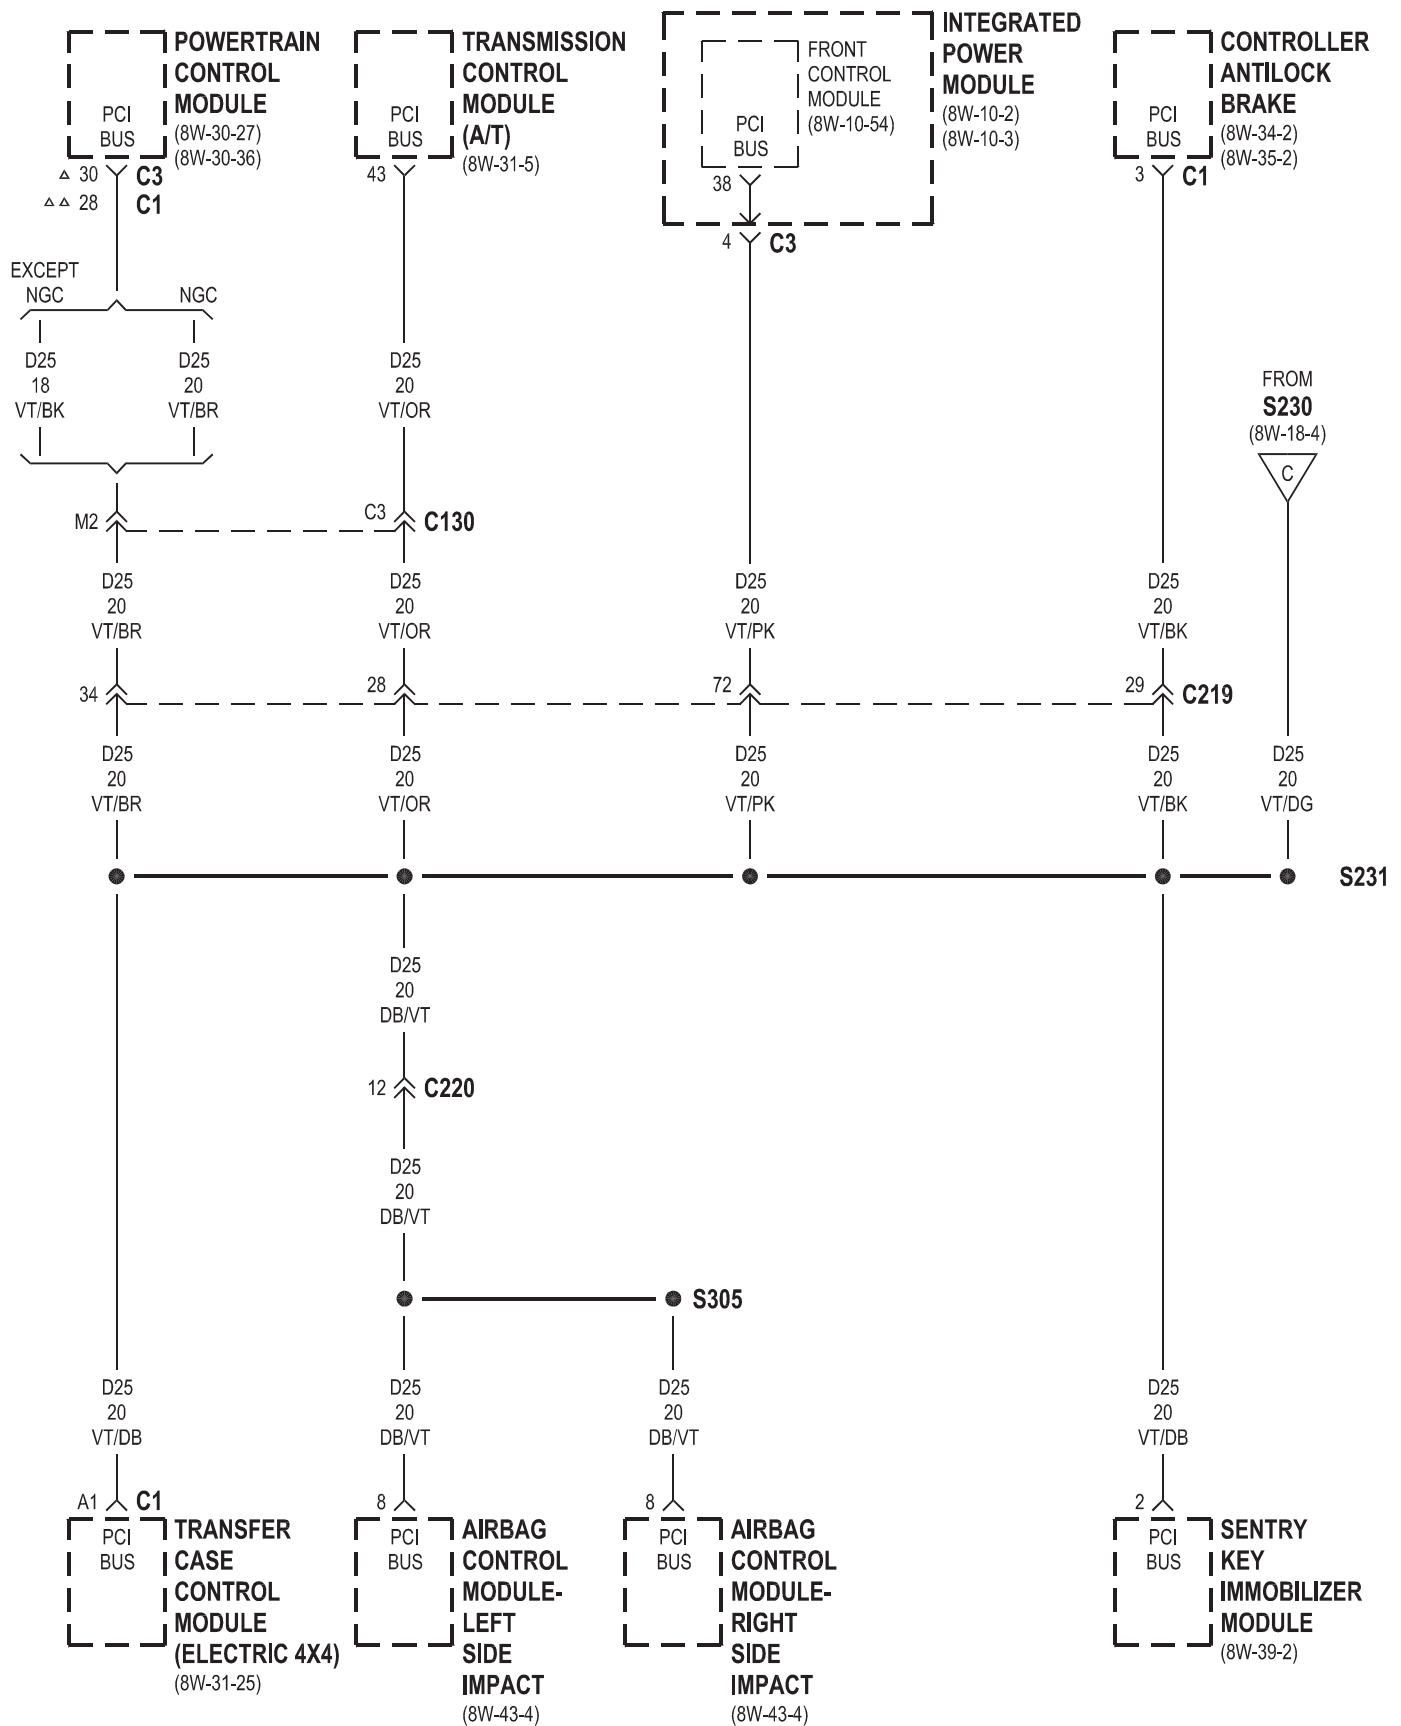 POWERTRAIN
CONTROL
MODULE
(8W-30-27)
(8W-30-36)
PCI
BUS
30 C3
28 C1
TRANSMISSION
CONTROL
MODULE
(A/T)
(8W-31-5)
PCI
BUS
43
INTEGRATED
POWER
MODULE
(8W-10-2)
(8W-10-3)
FRONT
CONTROL
MODULE
(8W-10-54)
PCI
BUS
38
4 C3
CONTROLLER
ANTILOCK
BRAKE
(8W-34-2)
(8W-35-2)
PCI
BUS
3 C1
EXCEPT
NGC
NGC
D25
18
VT/BK
D25
20
VT/BR
D25
20
VT/OR
FROM
S230
(8W-18-4)
C
M2
C3 C130
D25
20
VT/BR
D25
20
VT/OR
D25
20
VT/PK
D25
20
VT/BK
34
28
72
29 C219
D25
20
VT/BR
D25
20
VT/OR
D25
20
VT/PK
D25
20
VT/BK
D25
20
VT/DG
S231
D25
20
DB/VT
12 C220
D25
20
DB/VT
S305
D25
20
VT/DB
D25
20
DB/VT
D25
20
DB/VT
D25
20
VT/DB
A1 C1
PCI
BUS
TRANSFER
CASE
CONTROL
MODULE
(ELECTRIC 4X4)
(8W-31-25)
8
PCI
BUS
AIRBAG
CONTROL
MODULE-
LEFT
SIDE
IMPACT
(8W-43-4)
8
PCI
BUS
AIRBAG
CONTROL
MODULE-
RIGHT
SIDE
IMPACT
(8W-43-4)
2
PCI
BUS
SENTRY
KEY
IMMOBILIZER
MODULE
(8W-39-2)